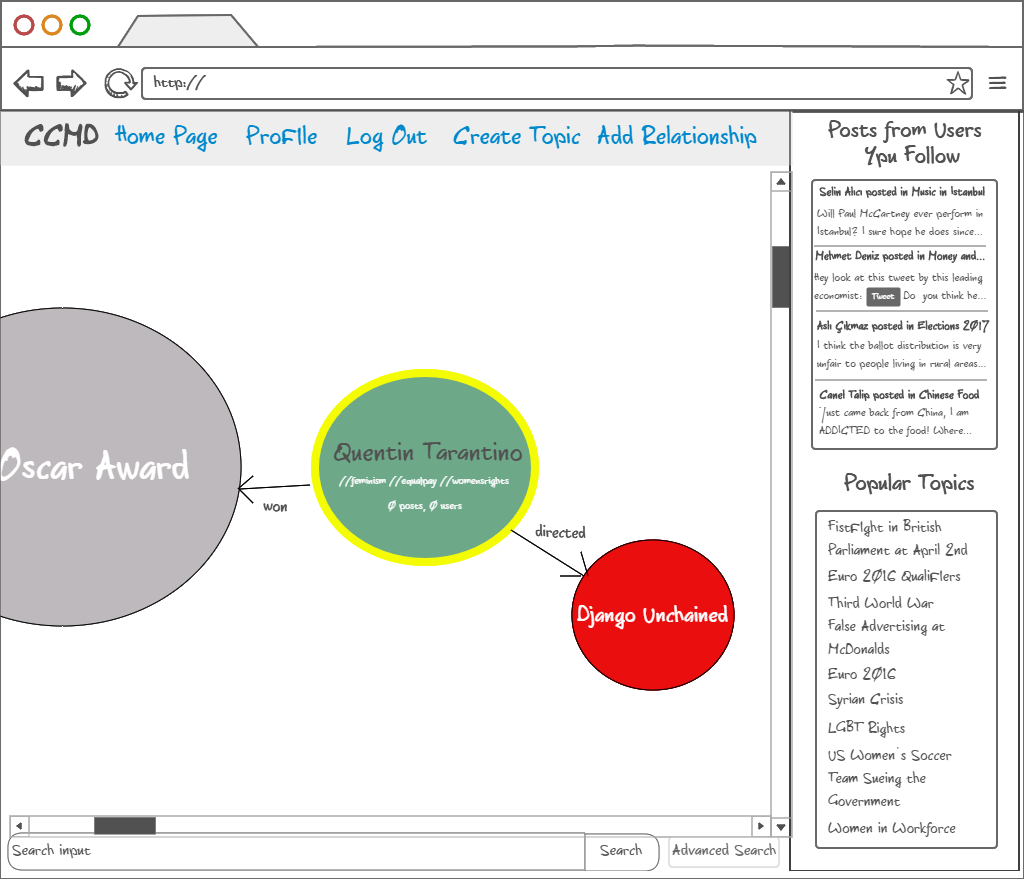 http://
CCMD Home Page ProFIle Log Out Create Topic Add Relationship
Oscar Award
won
Quentin Tarantino
//feminism //equalpay //womensrights
0 posts, 0 users
directed
Django Unchained
Search input
Search
Advanced Search
Posts from Users
Ypu Follow
Selin Alıcı posted in Music in Istanbul
Will Paul McCartney ever perform in
Istanbul? I sure hope he does since...
Mehmet Deniz posted in Money and...
Hey look at this tweet by this leading
economist: Tweet Do you think he...
Aslı Çıkmaz posted in Elections 2017
I think the ballot distribution is very
unfair to people living in rural areas...
Canel Talip posted in Chinese Food
Just came back from China, I am
ADDICTED to the food! Where...
Popular Topics
FistFIght in British
Parliament at April 2nd
Euro 2016 QualiFIers
Third World War
False Advertising at
McDonalds
Euro 2016
Syrian Crisis
LGBT Rights
US Women's Soccer
Team Sueing the
Government
Women in Workforce